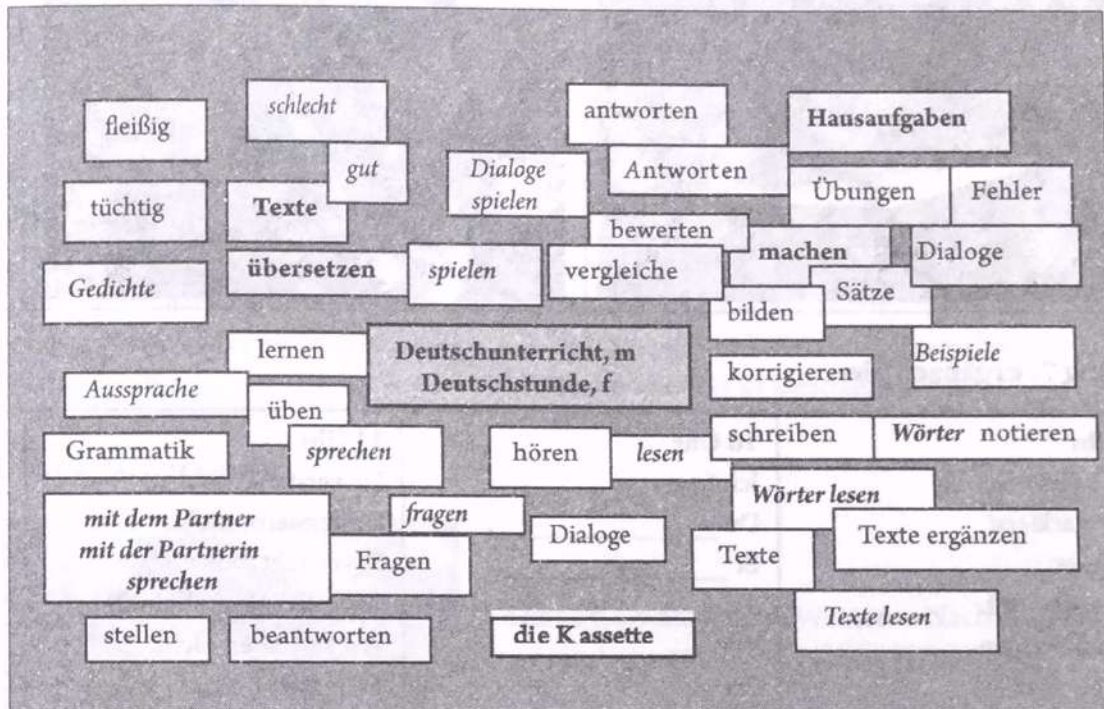 schlecht
antworten
Hausaufgaben
fleißig
gut
Dialoge
spielen
Antworten
Übungen
Fehler
tüchtig
Texte
bewerten
machen
Dialoge
übersetzen
spielen
vergleiche
Gedichte
Sätze
bilden
lernen
Deutschunterricht, m
Deutschstunde, f
Beispiele
korrigieren
Aussprache
üben
schreiben
Wörter notieren
Grammatik
sprechen
hören
lesen
Wörter lesen
mit dem Partner
mit der Partnerin
sprechen
fragen
Dialoge
Texte ergänzen
Fragen
Texte
Texte lesen
stellen
beantworten
die Kassette